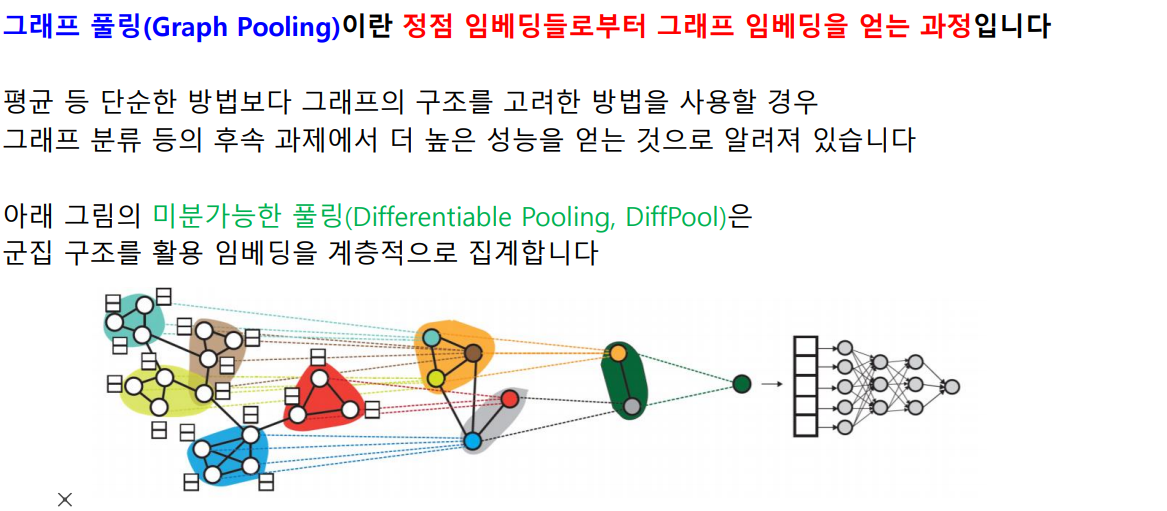 그래프 풀링(Graph Pooling)이란 정점 임베딩들로부터 그래프 임베딩을 얻는 과정입니다
평균 등 단순한 방법보다 그래프의 구조를 고려한 방법을 사용할 경우
그래프 분류 등의 후속 과제에서 더 높은 성능을 얻는 것으로 알려져 있습니다
아래 그림의 미분가능한 풀링(Differentiable Pooling, DiffPool)은
군집 구조를 활용 임베딩을 계층적으로 집계합니다